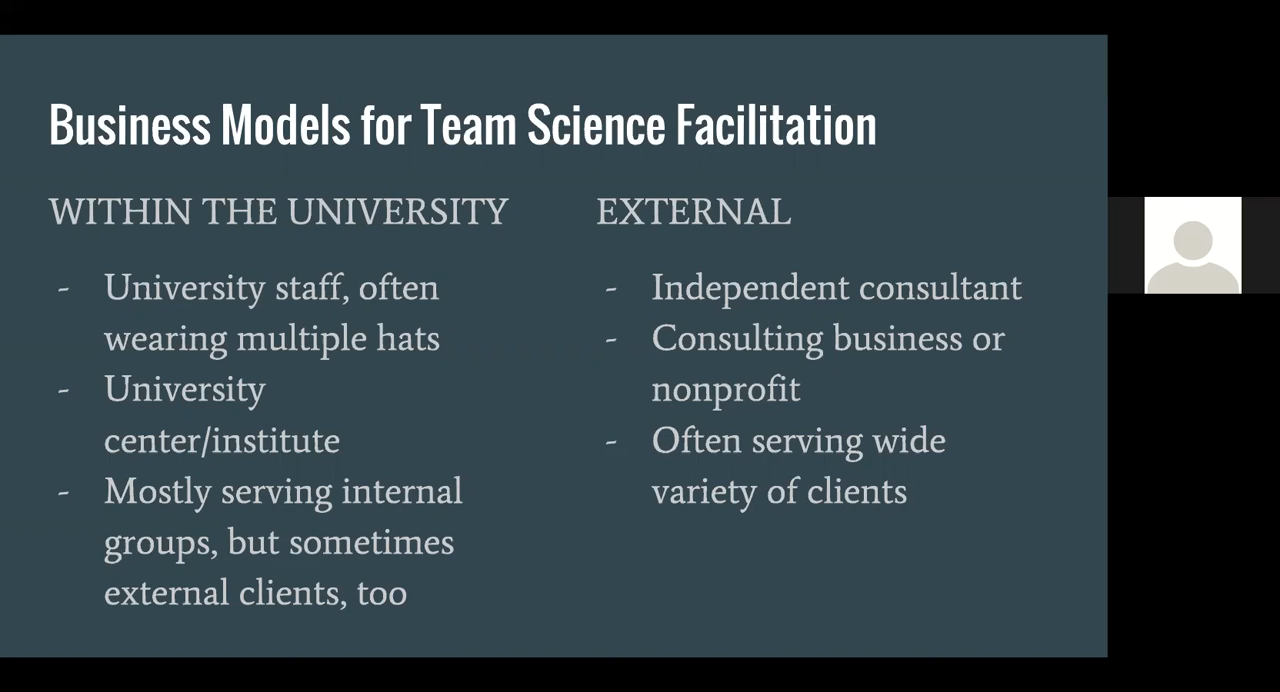 Business Models for Team Science Facilitation
WITHIN THE UNIVERSITY
- University staff, often
wearing multiple hats
- University
center/institute
- Mostly serving internal
groups, but sometimes
external clients, too
EXTERNAL
- Independent consultant
- Consulting business or
nonprofit
- Often serving wide
variety of clients